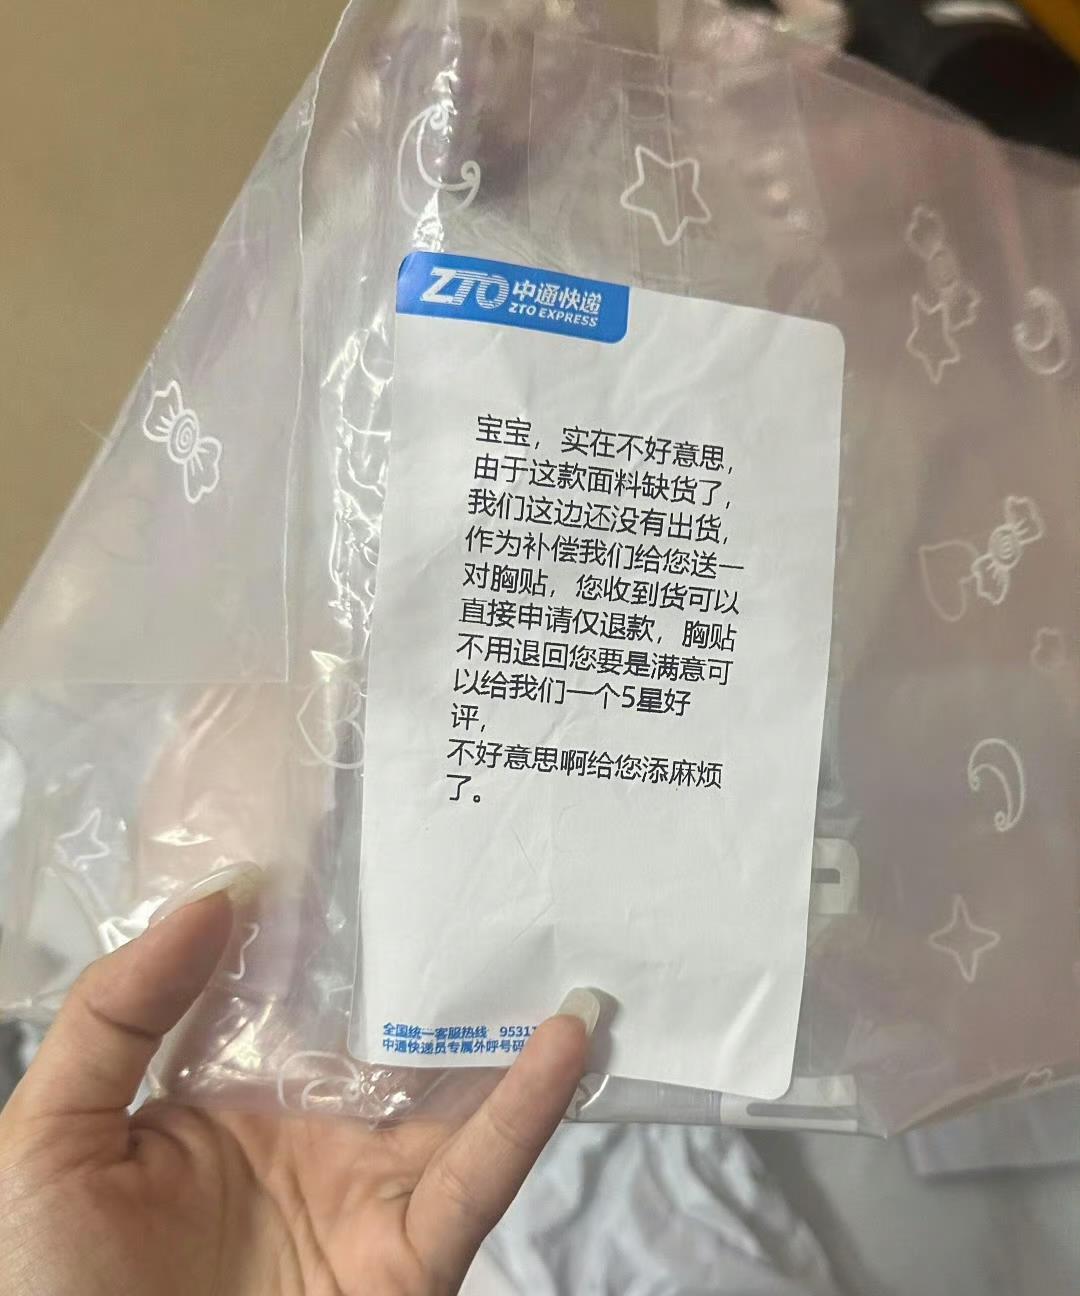 ZTO 中通快递
ZTO EXPRESS
宝宝，实在不好意思，
由于这款面料缺货了，
我们这边还没有出货，
作为补偿我们给您送一
对胸贴，您收到货可以
直接申请仅退款，胸贴
不用退回您要是满意可
以给我们一个5星好
评，
不好意思啊给您添麻烦
了。
全国统一客服热线 9531
中通快递员专属外呼号码